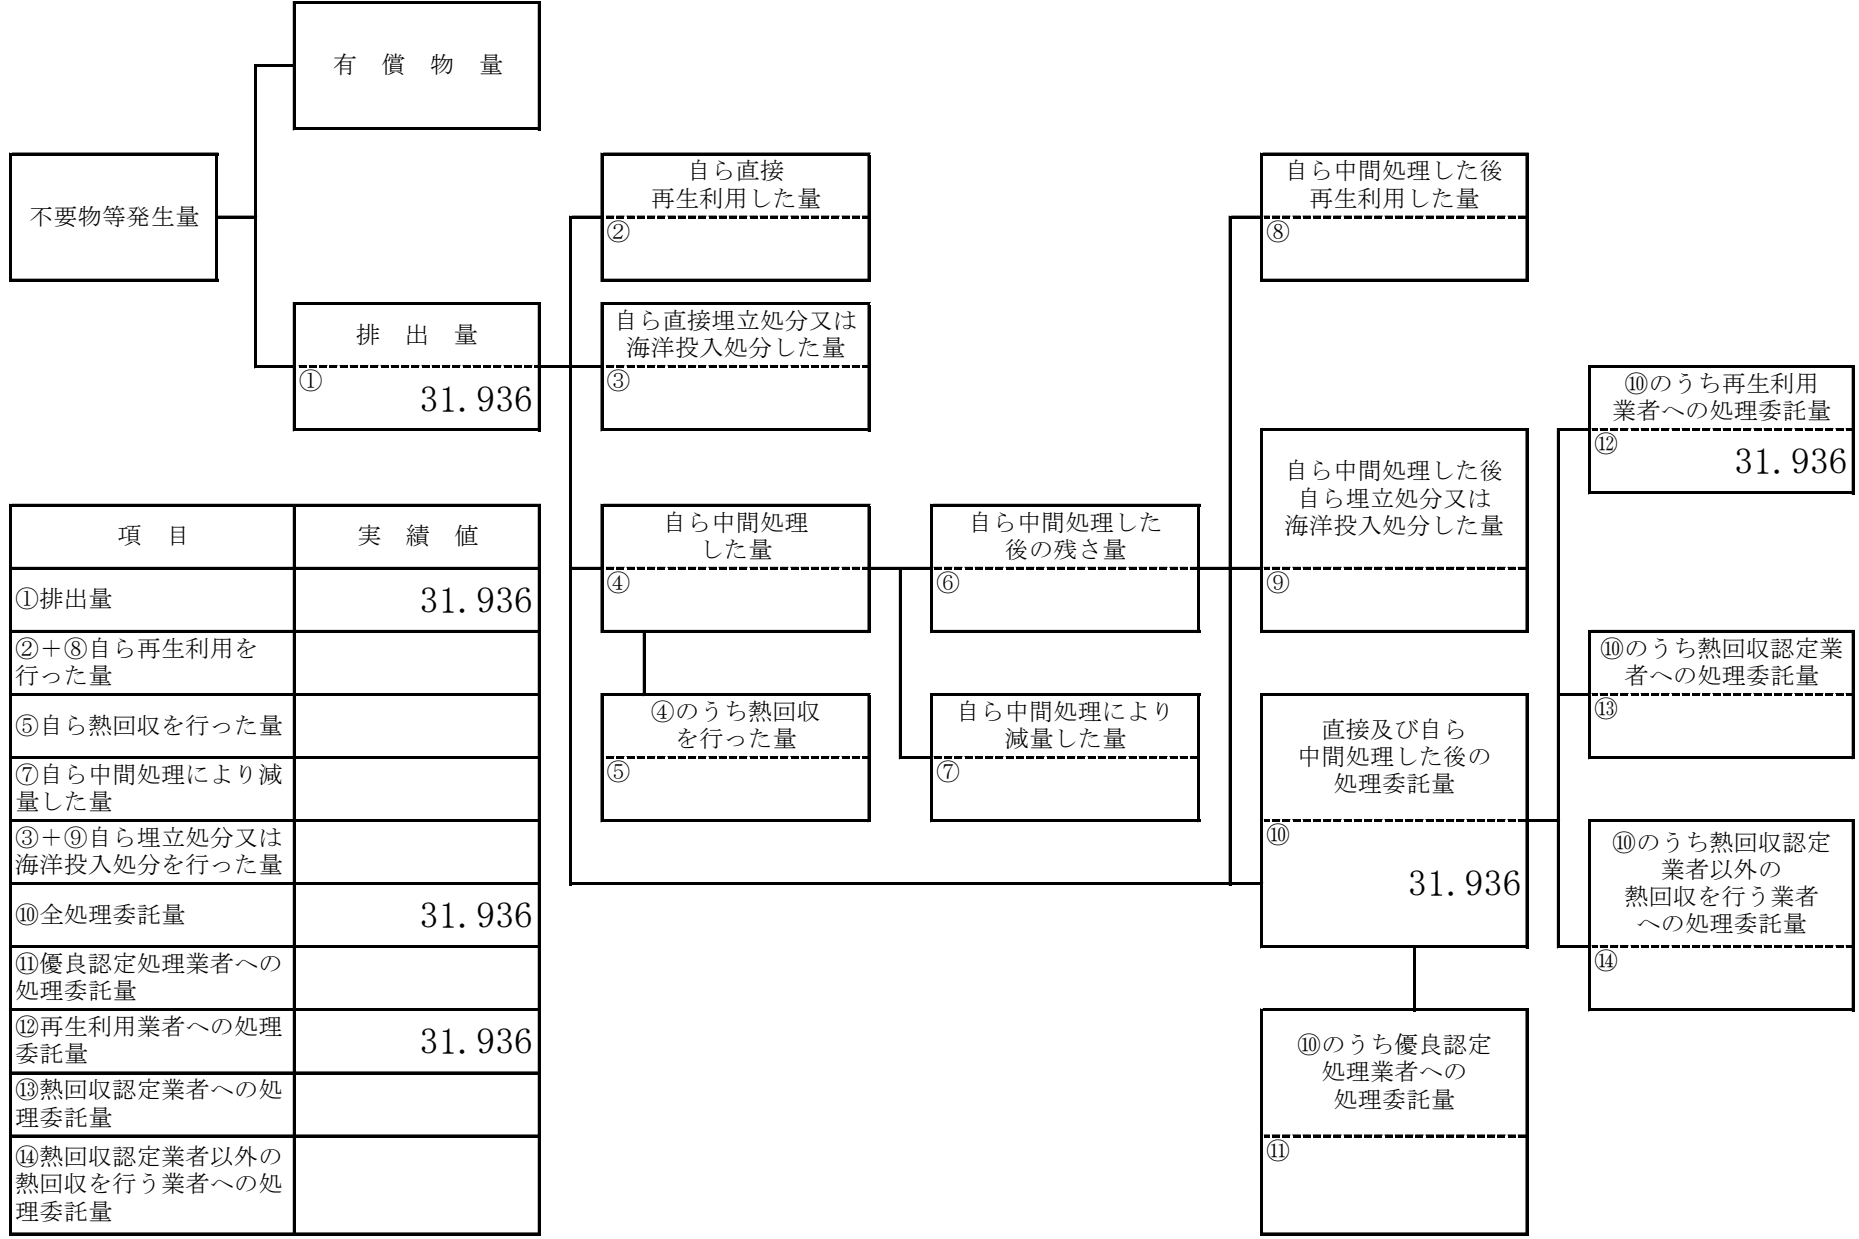 有　償　物　量
不要物等発生量
排　出　量
①
31.936
自ら直接
再生利用した量
②
自ら直接埋立処分又は
海洋投入処分した量
③
自ら中間処理
した量
④
④のうち熱回収
を行った量
⑤
自ら中間処理した
後の残さ量
⑥
自ら中間処理により
減量した量
⑦
自ら中間処理した後
再生利用した量
⑧
自ら中間処理した後
自ら埋立処分又は
海洋投入処分した量
⑨
直接及び自ら
中間処理した後の
処理委託量
⑩
31.936
⑩のうち優良認定
処理業者への
処理委託量
⑪
⑩のうち再生利用
業者への処理委託量
⑫
31.936
⑩のうち熱回収認定業
者への処理委託量
⑬
⑩のうち熱回収認定
業者以外の
熱回収を行う業者
への処理委託量
⑭
項　目　実　績　値
①排出量　31.936
②＋⑧自ら再生利用を
行った量
⑤自ら熱回収を行った量
⑦自ら中間処理により減
量した量
③＋⑨自ら埋立処分又は
海洋投入処分を行った量
⑩全処理委託量　31.936
⑪優良認定処理業者への
処理委託量
⑫再生利用業者への処理
委託量
31.936
⑬熱回収認定業者への処
理委託量
⑭熱回収認定業者以外の
熱回収を行う業者への処
理委託量